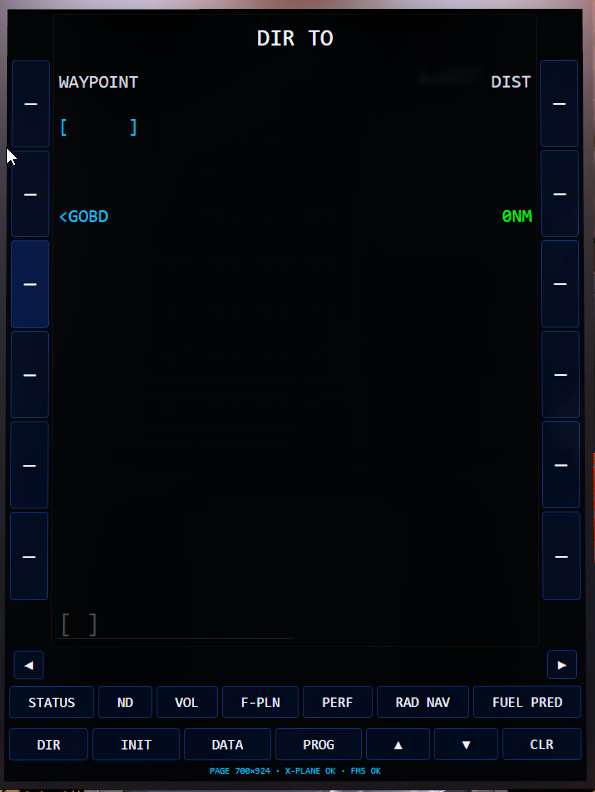 DIR TO
WAYPOINT DIST
[ ]
<GOBD 0NM
[ ]
◄ ►
STATUS ND VOL F-PLN PERF RAD NAV FUEL PRED
DIR INIT DATA PROG ▲ ▼ CLR
PAGE 700×924 · X-PLANE OK · FMS OK